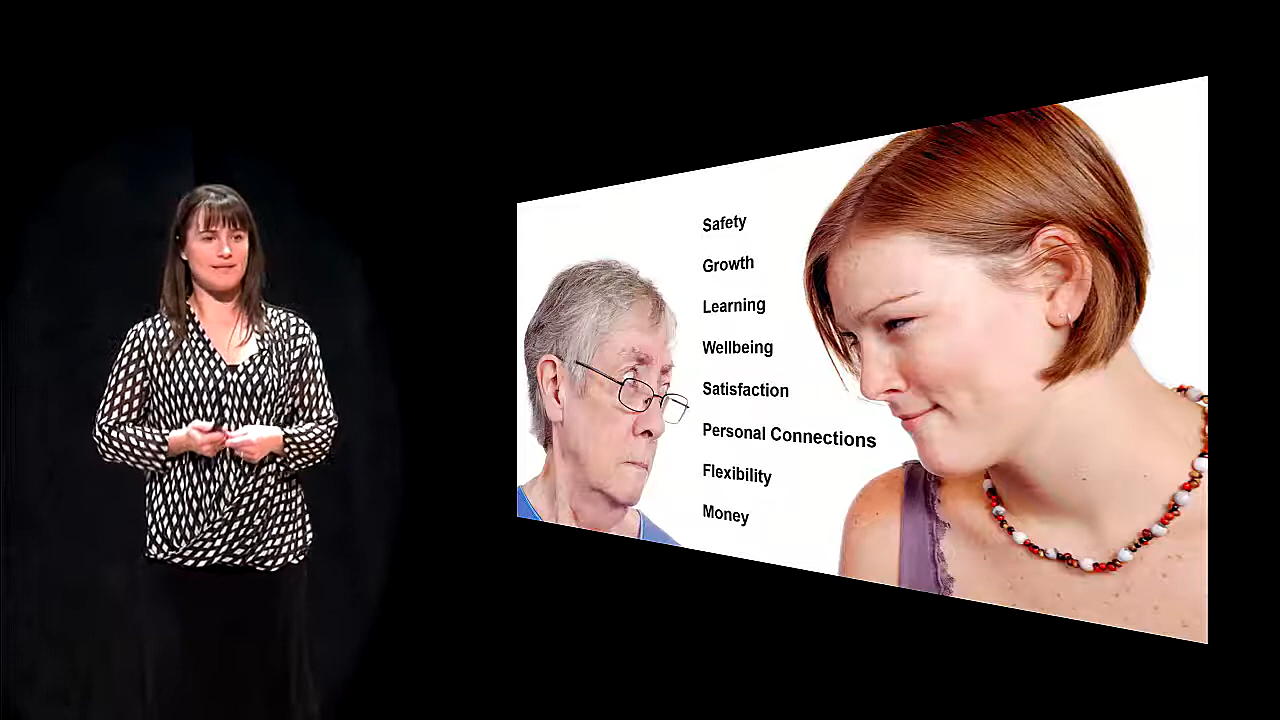 Safety
Growth
Learning
Wellbeing
Satisfaction
Personal Connections
Flexibility
Money